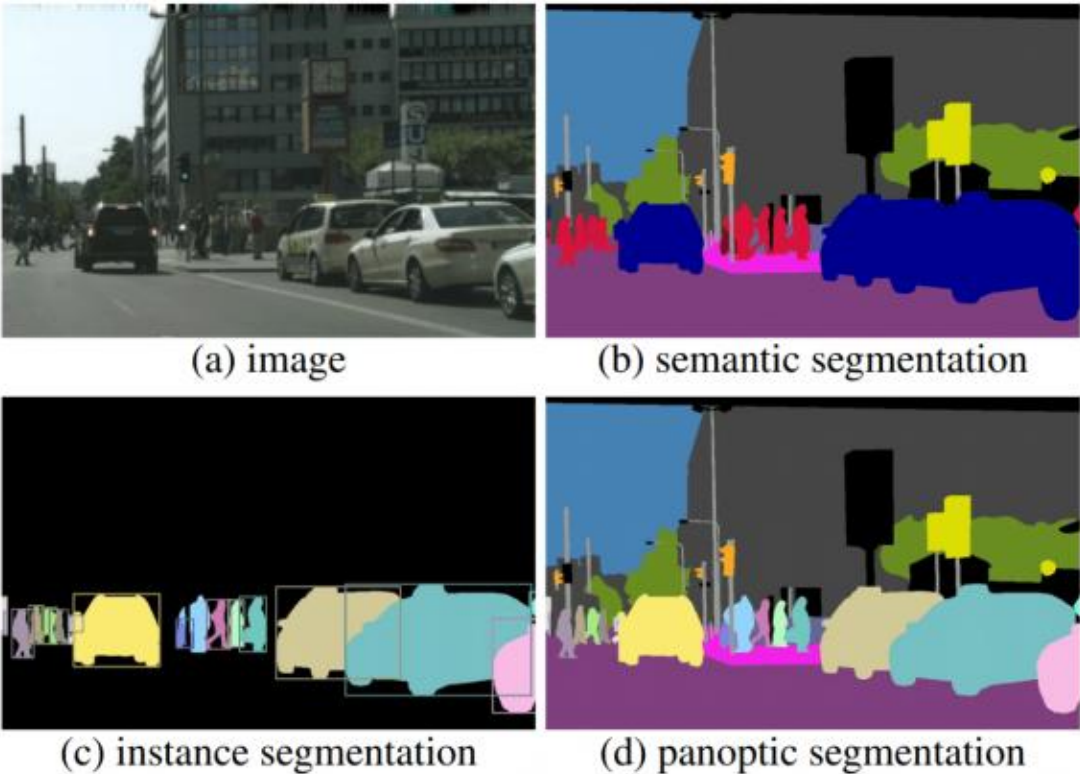 S
U
(a) image
(b) semantic segmentation
(c) instance segmentation
(d) panoptic segmentation